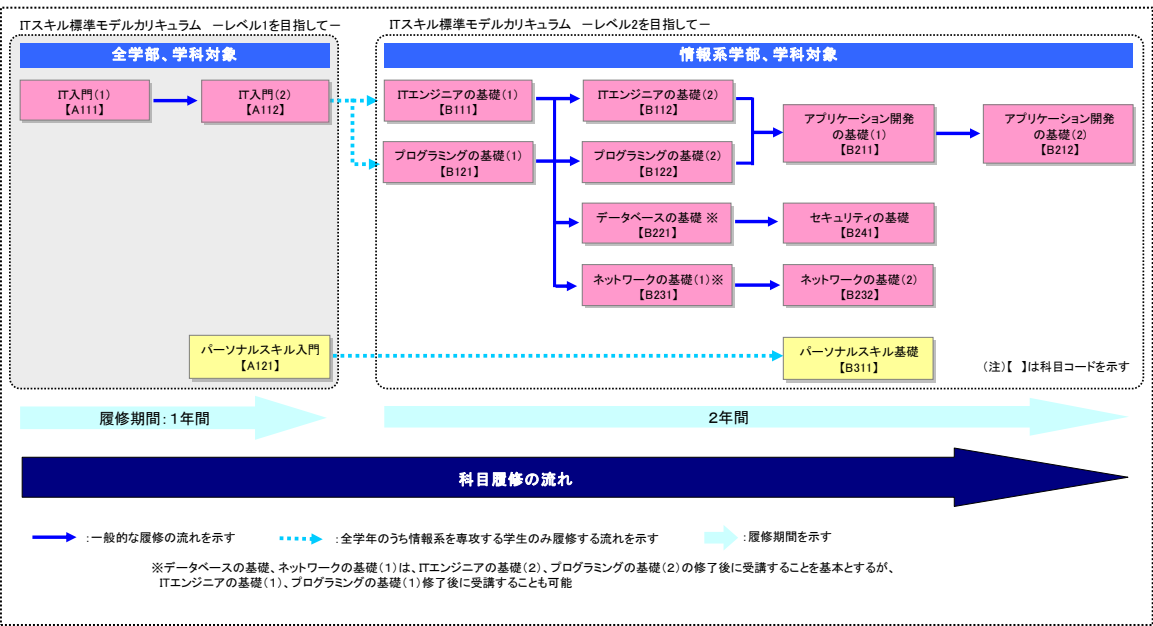 ITスキル標準モデルカリキュラム －レベル1を目指して－
ITスキル標準モデルカリキュラム －レベル2を目指して－
全学部、学科対象
情報系学部、学科対象
IT入門(1)
【A111】
IT入門(2)
【A112】
ITエンジニアの基礎(1)
【B111】
ITエンジニアの基礎(2)
【B112】
アプリケーション開発
の基礎(1)
【B211】
アプリケーション開発
の基礎(2)
【B212】
プログラミングの基礎(1)
【B121】
プログラミングの基礎(2)
【B122】
データベースの基礎 ※
【B221】
セキュリティの基礎
【B241】
ネットワークの基礎(1)※
【B231】
ネットワークの基礎(2)
【B232】
パーソナルスキル入門
【A121】
パーソナルスキル基礎
【B311】
(注)【 】は科目コードを示す
履修期間：１年間
２年間
科目履修の流れ
：一般的な履修の流れを示す
：全学年のうち情報系を専攻する学生のみ履修する流れを示す
：履修期間を示す
※データベースの基礎、ネットワークの基礎(1)は、ITエンジニアの基礎(2)、プログラミングの基礎(2)の修了後に受講することを基本とするが、
ITエンジニアの基礎(1)、プログラミングの基礎(1)修了後に受講することも可能